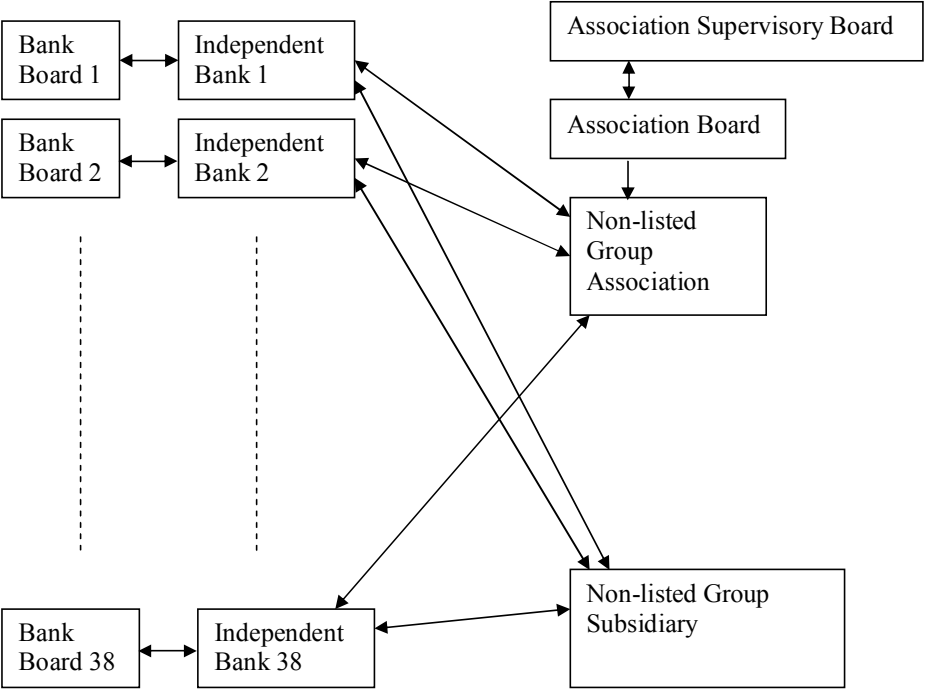 Bank
Board 1
Independent
Bank 1
Association Supervisory Board
Bank
Board 2
Independent
Bank 2
Association Board
Non-listed
Group
Association
Bank
Board 38
Independent
Bank 38
Non-listed Group
Subsidiary